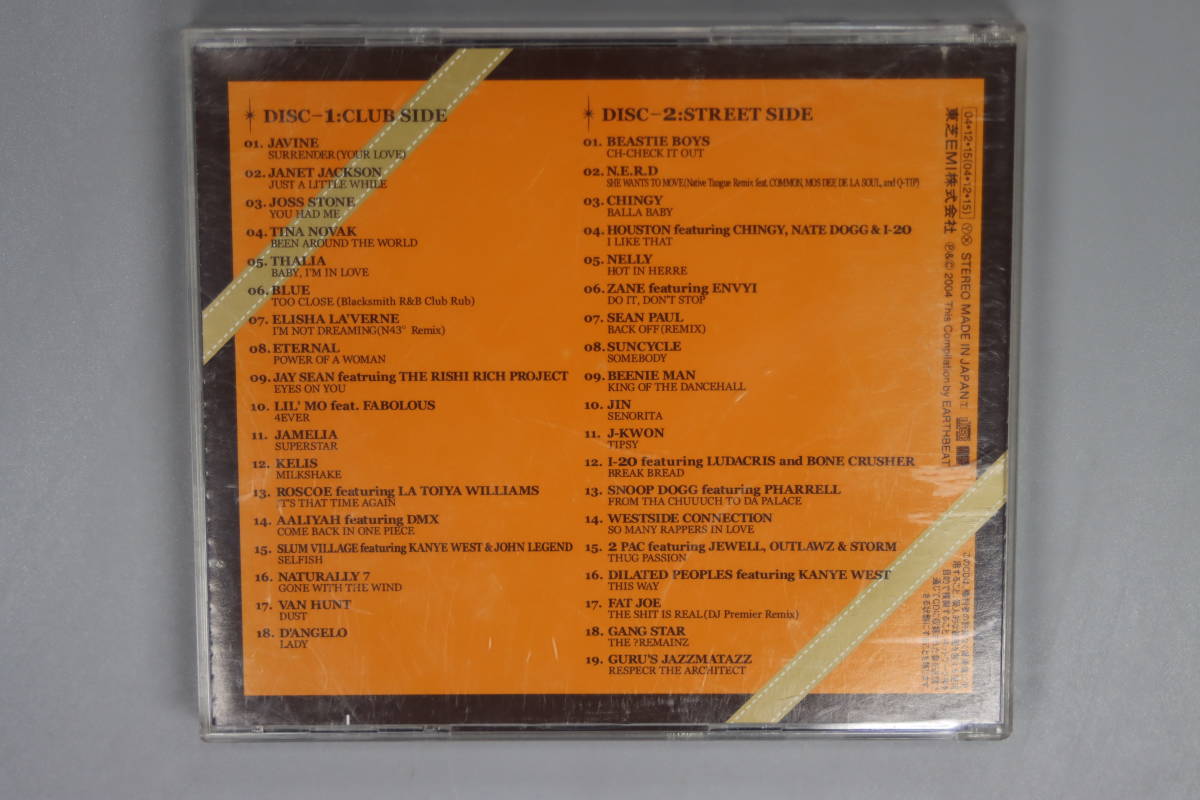 DISC-1:CLUB SIDE
01. JAVINE
SURRENDER(YOUR LOVE)
02. JANET JACKSON
JUST A LITTLE WHILE
03. JOSS STONE
YOU HAD ME
04. TINA NOVAK
BEEN AROUND THE WORLD
05. THALIA
BABY, I'M IN LOVE
06. BLUE
TOO CLOSE (Blacksmith R&B Club Rub)
07. ELISHA LA'VERNE
I'M NOT DREAMING(N43° Remix)
08. ETERNAL
POWER OF A WOMAN
09. JAY SEAN featruing THE RISHI RICH PROJECT
EYES ON YOU
10. LIL' MO feat. FABOLOUS
4EVER
11. JAMELIA
SUPERSTAR
12. KELIS
MILKSHAKE
13. ROSCOE featuring LA TOIYA WILLIAMS
IT'S THAT TIME AGAIN
14. AALIYAH featuring DMX
COME BACK IN ONE PIECE
15. SLUM VILLAGE featuring KANYE WEST & JOHN LEGEND
SELFISH
16. NATURALLY 7
GONE WITH THE WIND
17. VAN HUNT
DUST
18. D'ANGELO
LADY
DISC-2:STREET SIDE
01. BEASTIE BOYS
CH-CHECK IT OUT
02. N.E.R.D
SHE WANTS TO MOVE(Native Tangue Remix feat. COMMON, MOS DEF, DE LA SOUL, and Q-TIP)
03. CHINGY
BALLA BABY
04. HOUSTON featuring CHINGY, NATE DOGG & I-20
I LIKE THAT
05. NELLY
HOT IN HERRE
06. ZANE featuring ENVYI
DO IT, DON'T STOP
07. SEAN PAUL
BACK OFF(REMIX)
08. SUNCYCLE
SOMEBODY
09. BEENIE MAN
KING OF THE DANCEHALL
10. JIN
SENORITA
11. J-KWON
TIPSY
12. I-20 featuring LUDACRIS and BONE CRUSHER
BREAK BREAD
13. SNOOP DOGG featuring PHARRELL
FROM THA CHUUUCH TO DA PALACE
14. WESTSIDE CONNECTION
SO MANY RAPPERS IN LOVE
15. 2 PAC featuring JEWELL, OUTLAWZ & STORM
THUG PASSION
16. DILATED PEOPLES featuring KANYE WEST
THIS WAY
17. FAT JOE
THE SHIT IS REAL(DJ Premier Remix)
18. GANG STAR
THE ?REMAINZ
19. GURU'S JAZZMATAZZ
RESPECR THE ARCHITECT
04•12•15(04•12•15) Ⓨ Ⓧ STEREO MADE IN JAPAN
東芝EMI株式会社 ℗&© 2004 This Compilation by EARTHBEAT